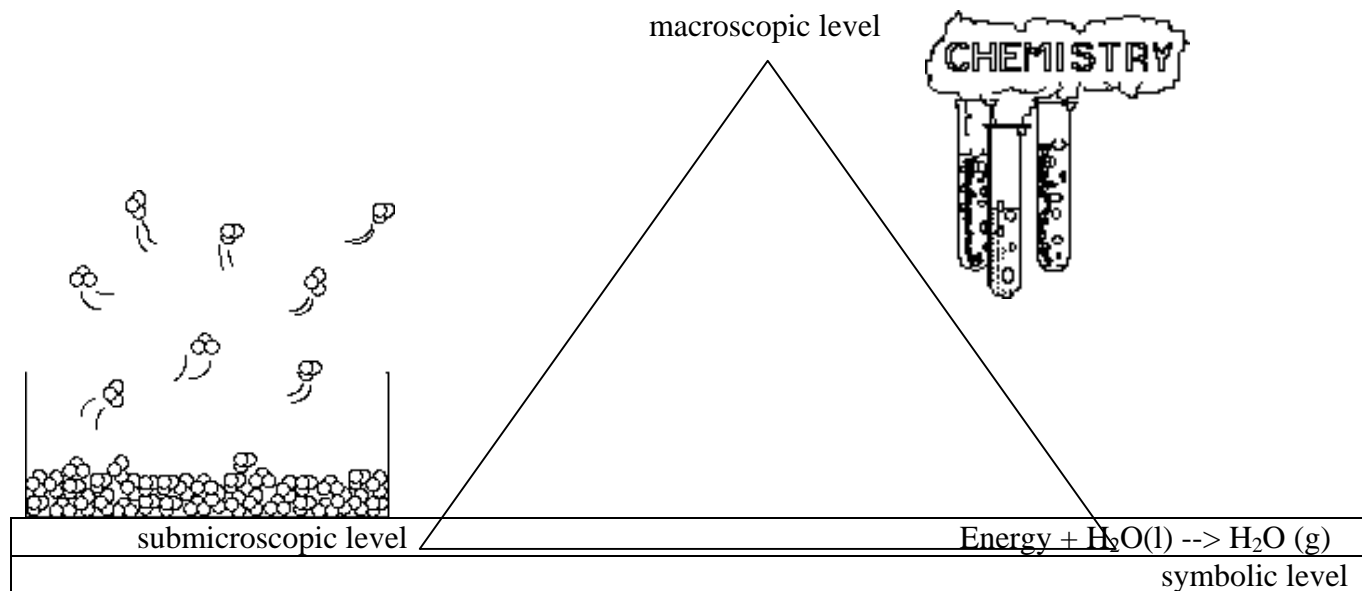 macroscopic level
CHEMISTRY
submicroscopic level
Energy + H₂O(l) --> H₂O (g)
symbolic level